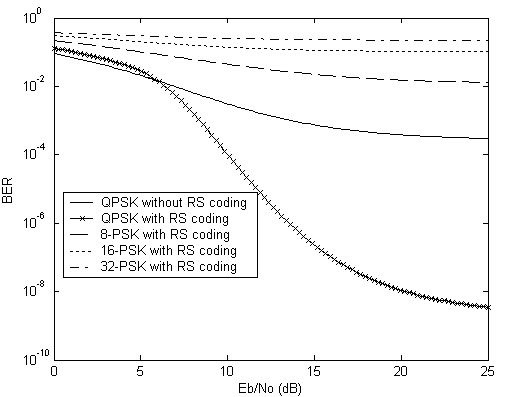 10^0
10^-2
10^-4
10^-6
10^-8
10^-10
BER
QPSK without RS coding
QPSK with RS coding
8-PSK with RS coding
16-PSK with RS coding
32-PSK with RS coding
0 5 10 15 20 25
Eb/No (dB)